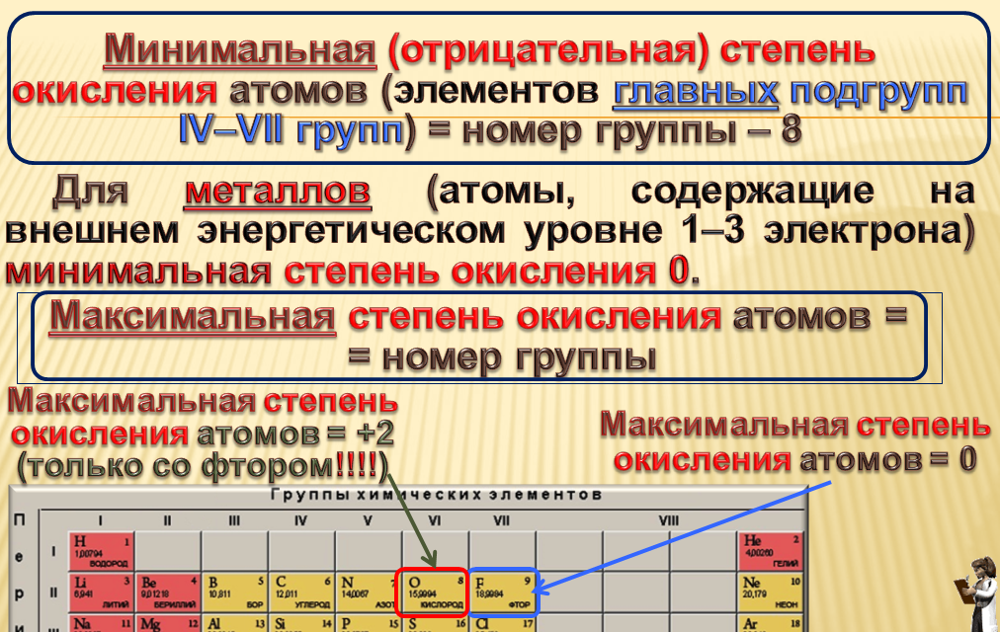 Минимальная (отрицательная) степень
окисления атомов (элементов главных подгрупп
IV–VII групп) = номер группы – 8
Для металлов (атомы, содержащие на
внешнем энергетическом уровне 1–3 электрона)
минимальная степень окисления 0.
Максимальная степень окисления атомов =
= номер группы
Максимальная степень
окисления атомов = +2
(только со фтором!!!!)
Максимальная степень
окисления атомов = 0
Группы химических элементов
П I II III IV V VI VII VIII
е I H 1 He 2
1,00794 4,00260
ВОДОРОД ГЕЛИЙ
р II Li 3 Be 4 B 5 C 6 N 7 O 8 F 9 Ne 10
6,941 9,01218 10,811 12,011 14,0067 15,9994 18,9984 20,179
ЛИТИЙ БЕРИЛЛИЙ БОР УГЛЕРОД АЗОТ КИСЛОРОД ФТОР НЕОН
и III Na 11 Mg 12 Al 13 Si 14 P 15 S 16 Cl 17 Ar 18